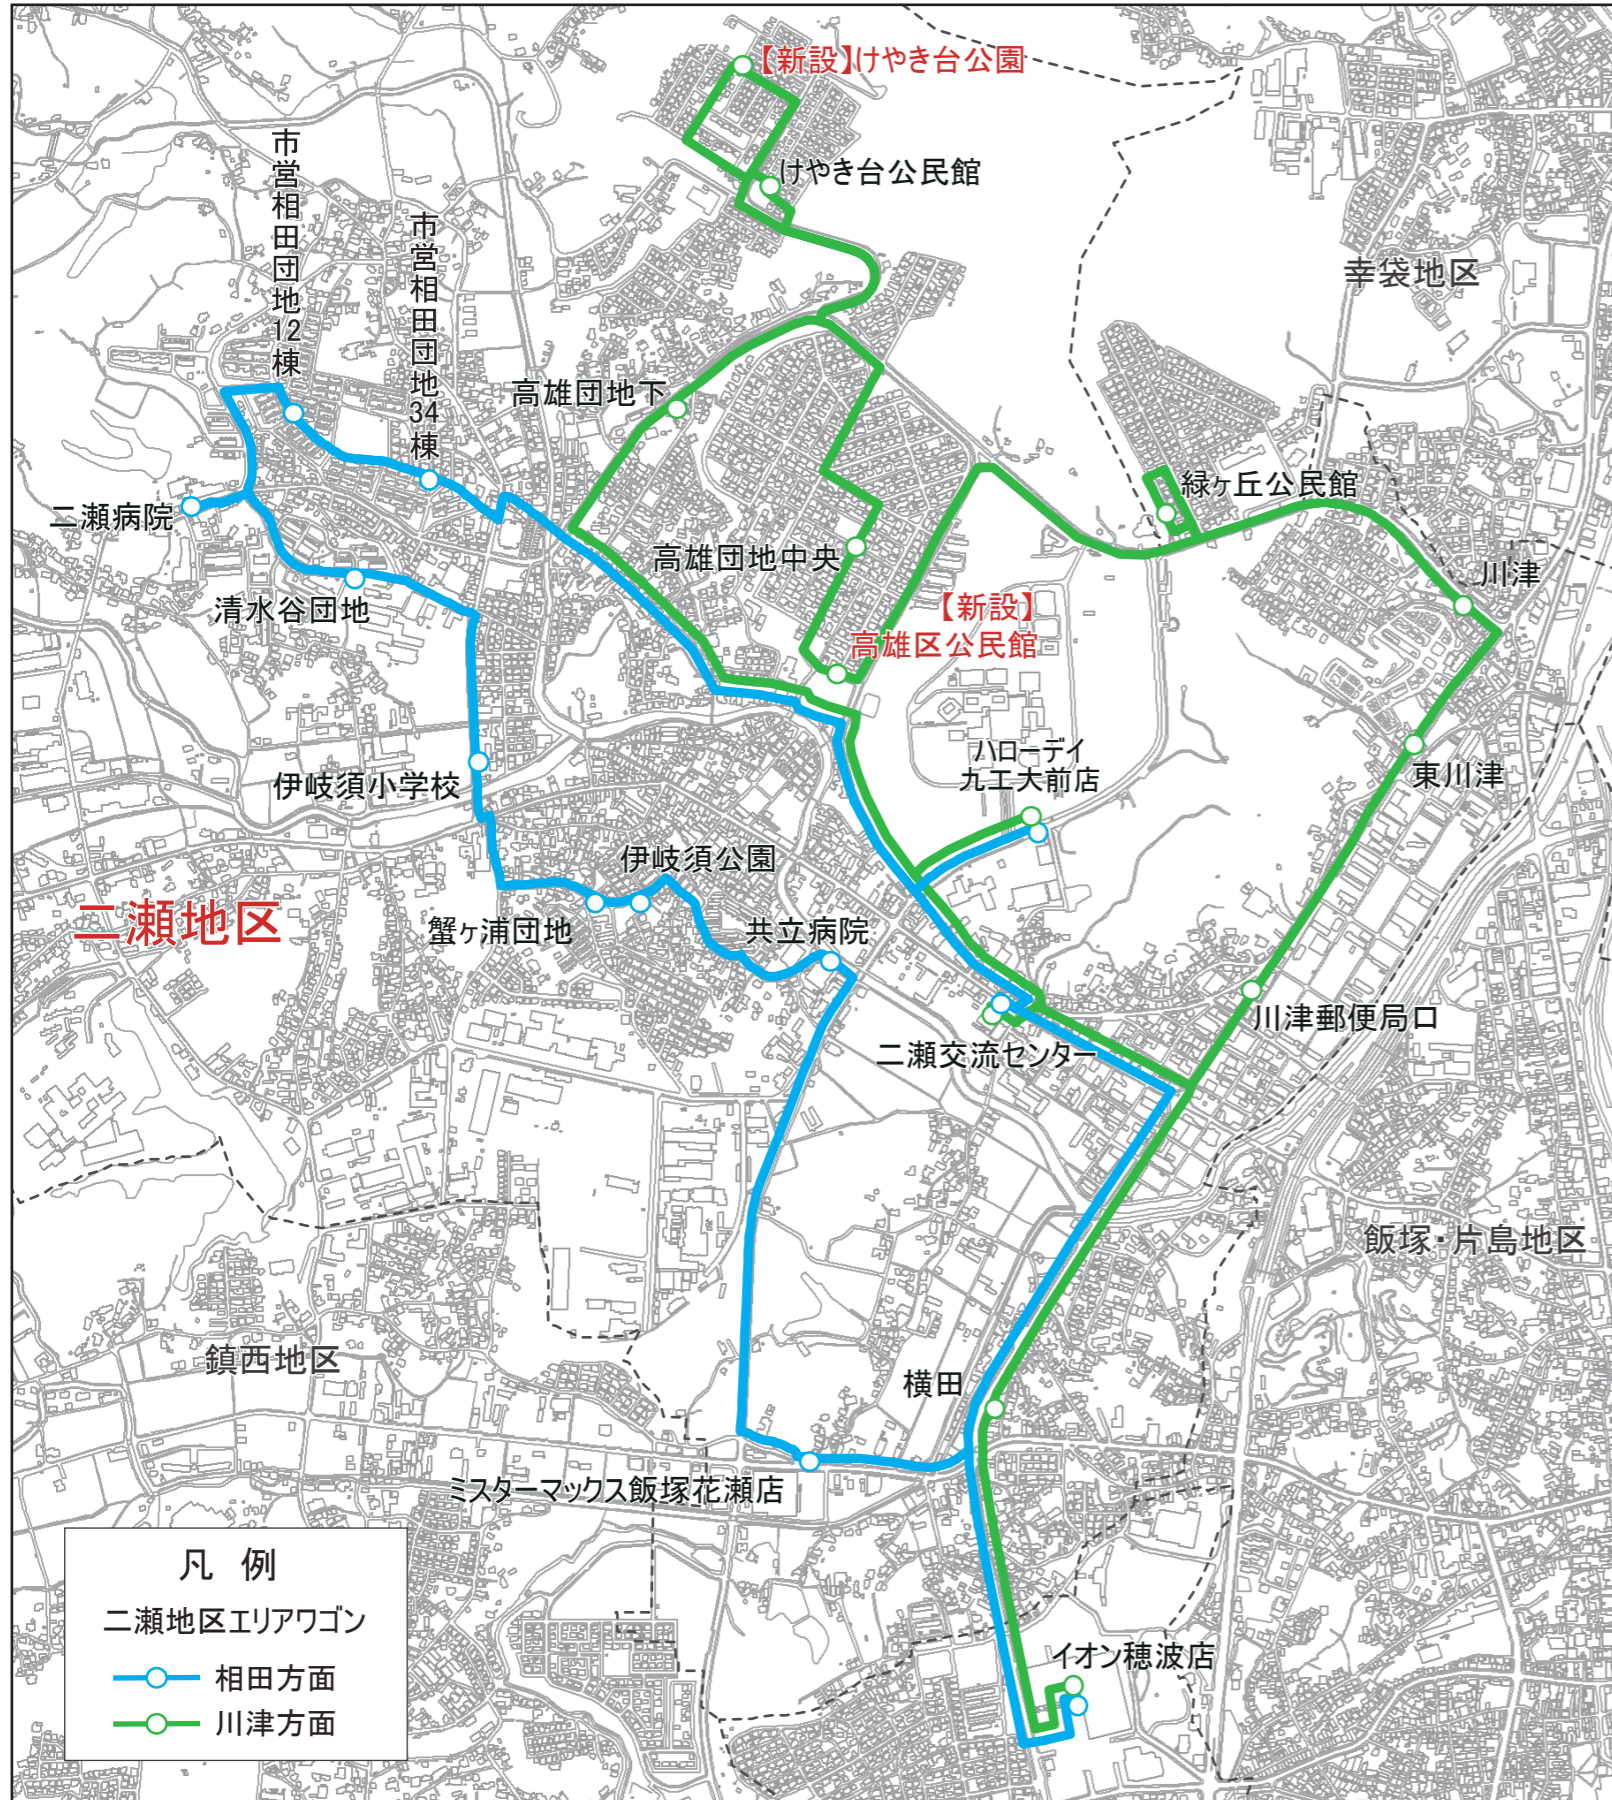 【新設】けやき台公園
けやき台公民館
市営相田団地12棟
市営相田団地34棟
幸袋地区
高雄団地下
緑ヶ丘公民館
二瀬病院
高雄団地中央
川津
清水谷団地
【新設】
高雄区公民館
ハローデイ
九工大前店
東川津
伊岐須小学校
伊岐須公園
二瀬地区
蟹ヶ浦団地
共立病院
川津郵便局口
二瀬交流センター
飯塚・片島地区
鎮西地区
横田
ミスターマックス飯塚花瀬店
イオン穂波店
凡 例
二瀬地区エリアワゴン
相田方面
川津方面